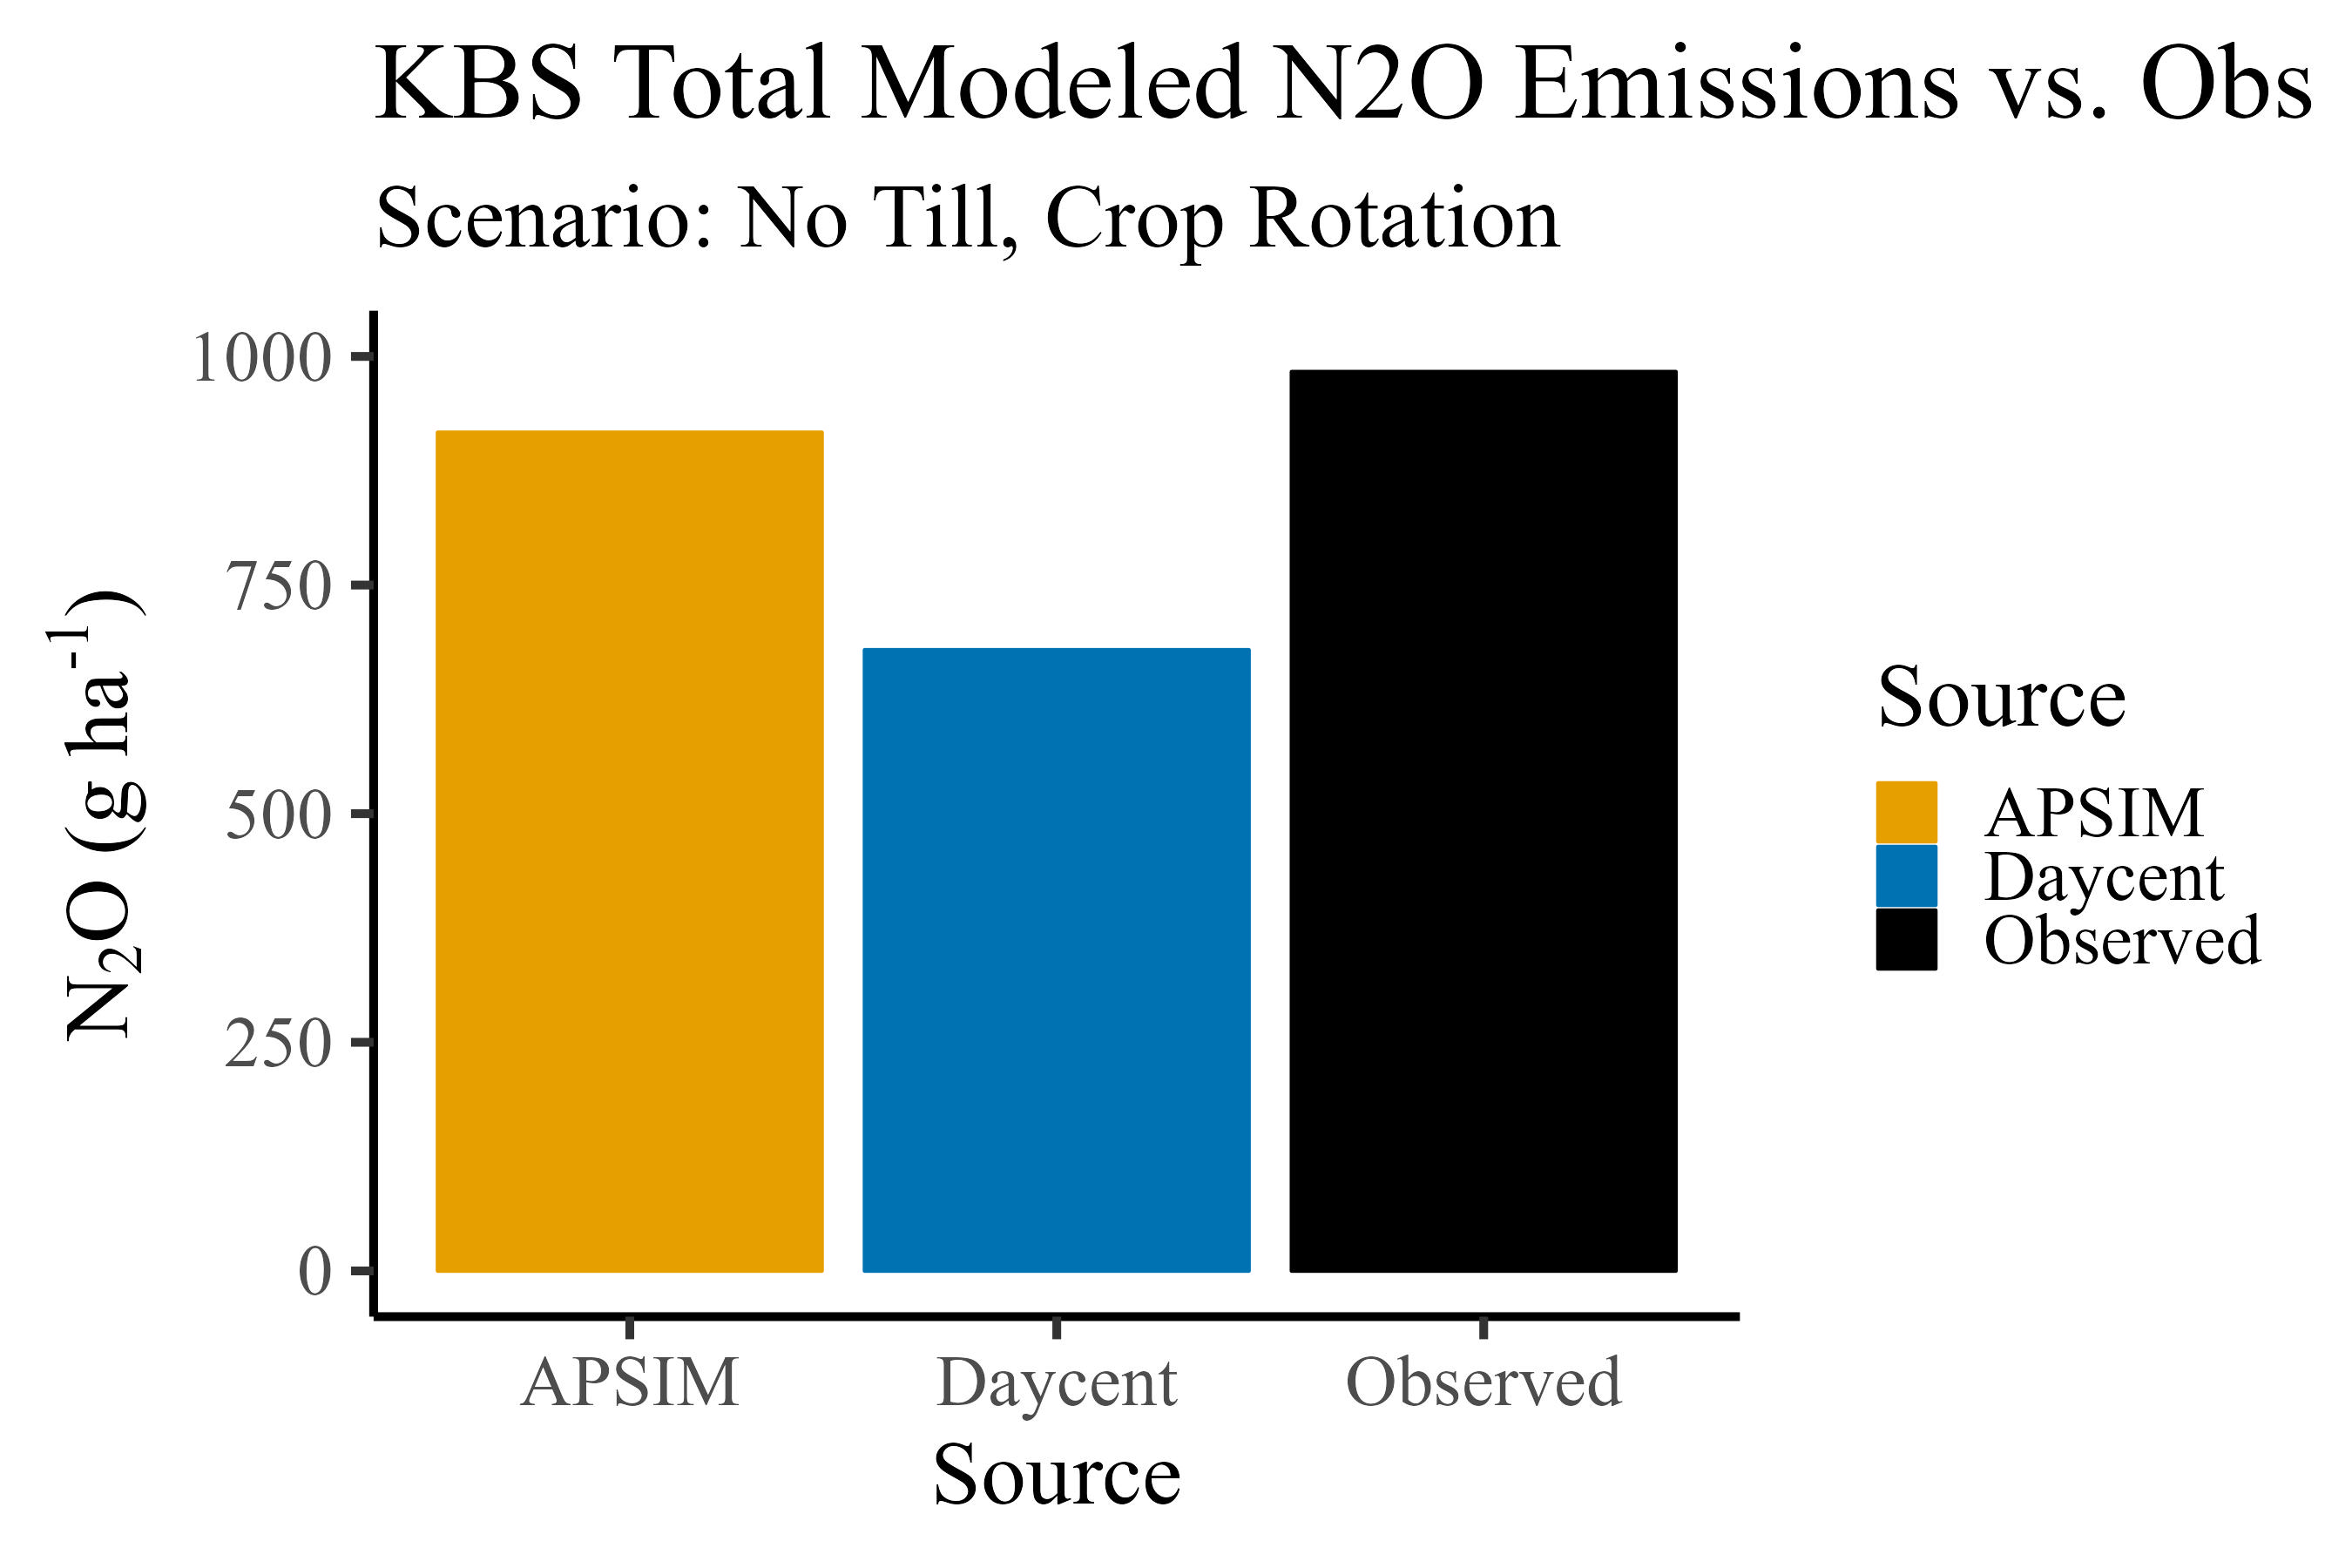 KBS Total Modeled N2O Emissions vs. Obs
Scenario: No Till, Crop Rotation
1000
750
500
250
0
N₂O (g ha⁻¹)
APSIM
Daycent
Observed
Source
Source
APSIM
Daycent
Observed